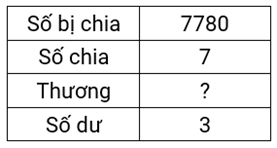 Số bị chia 7780
Số chia 7
Thương ?
Số dư 3